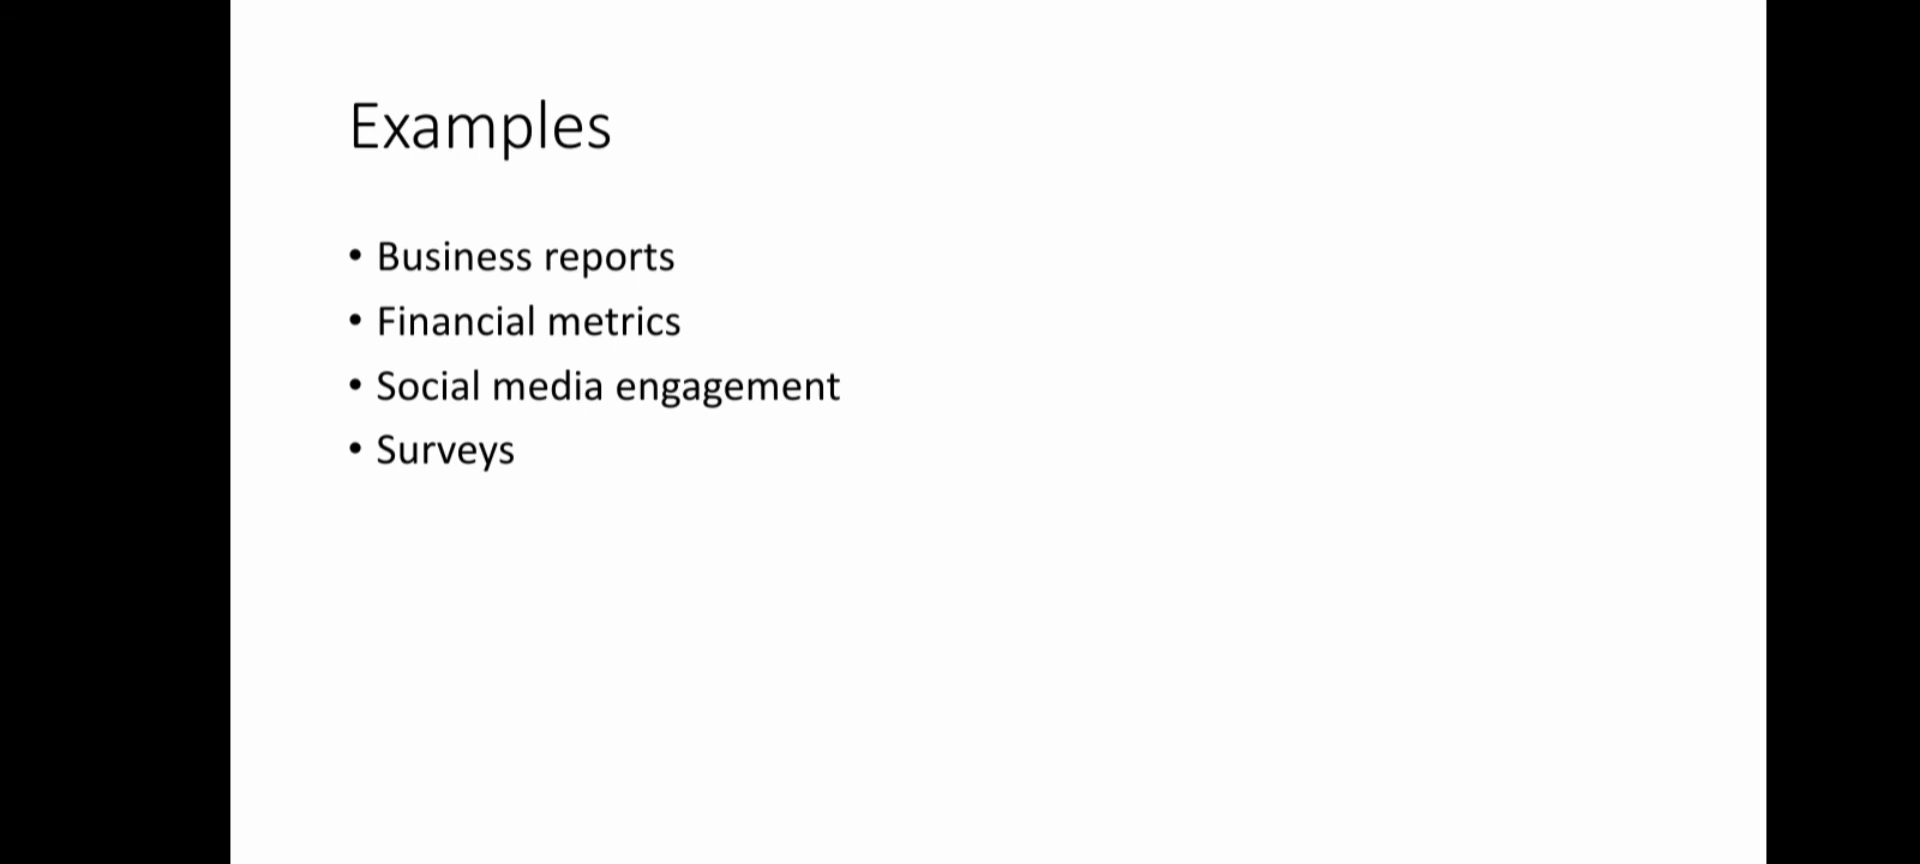 Examples
• Business reports
• Financial metrics
• Social media engagement
• Surveys